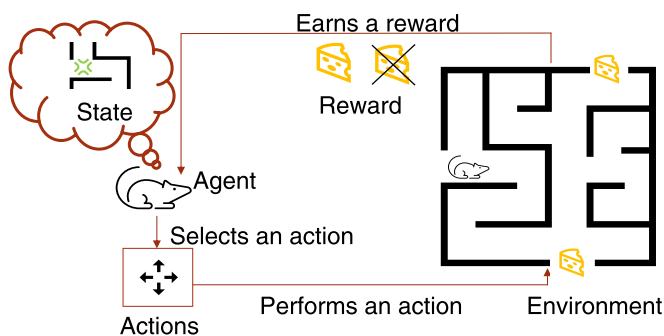 Earns a reward
State
Reward
Agent
Selects an action
Performs an action
Environment
Actions